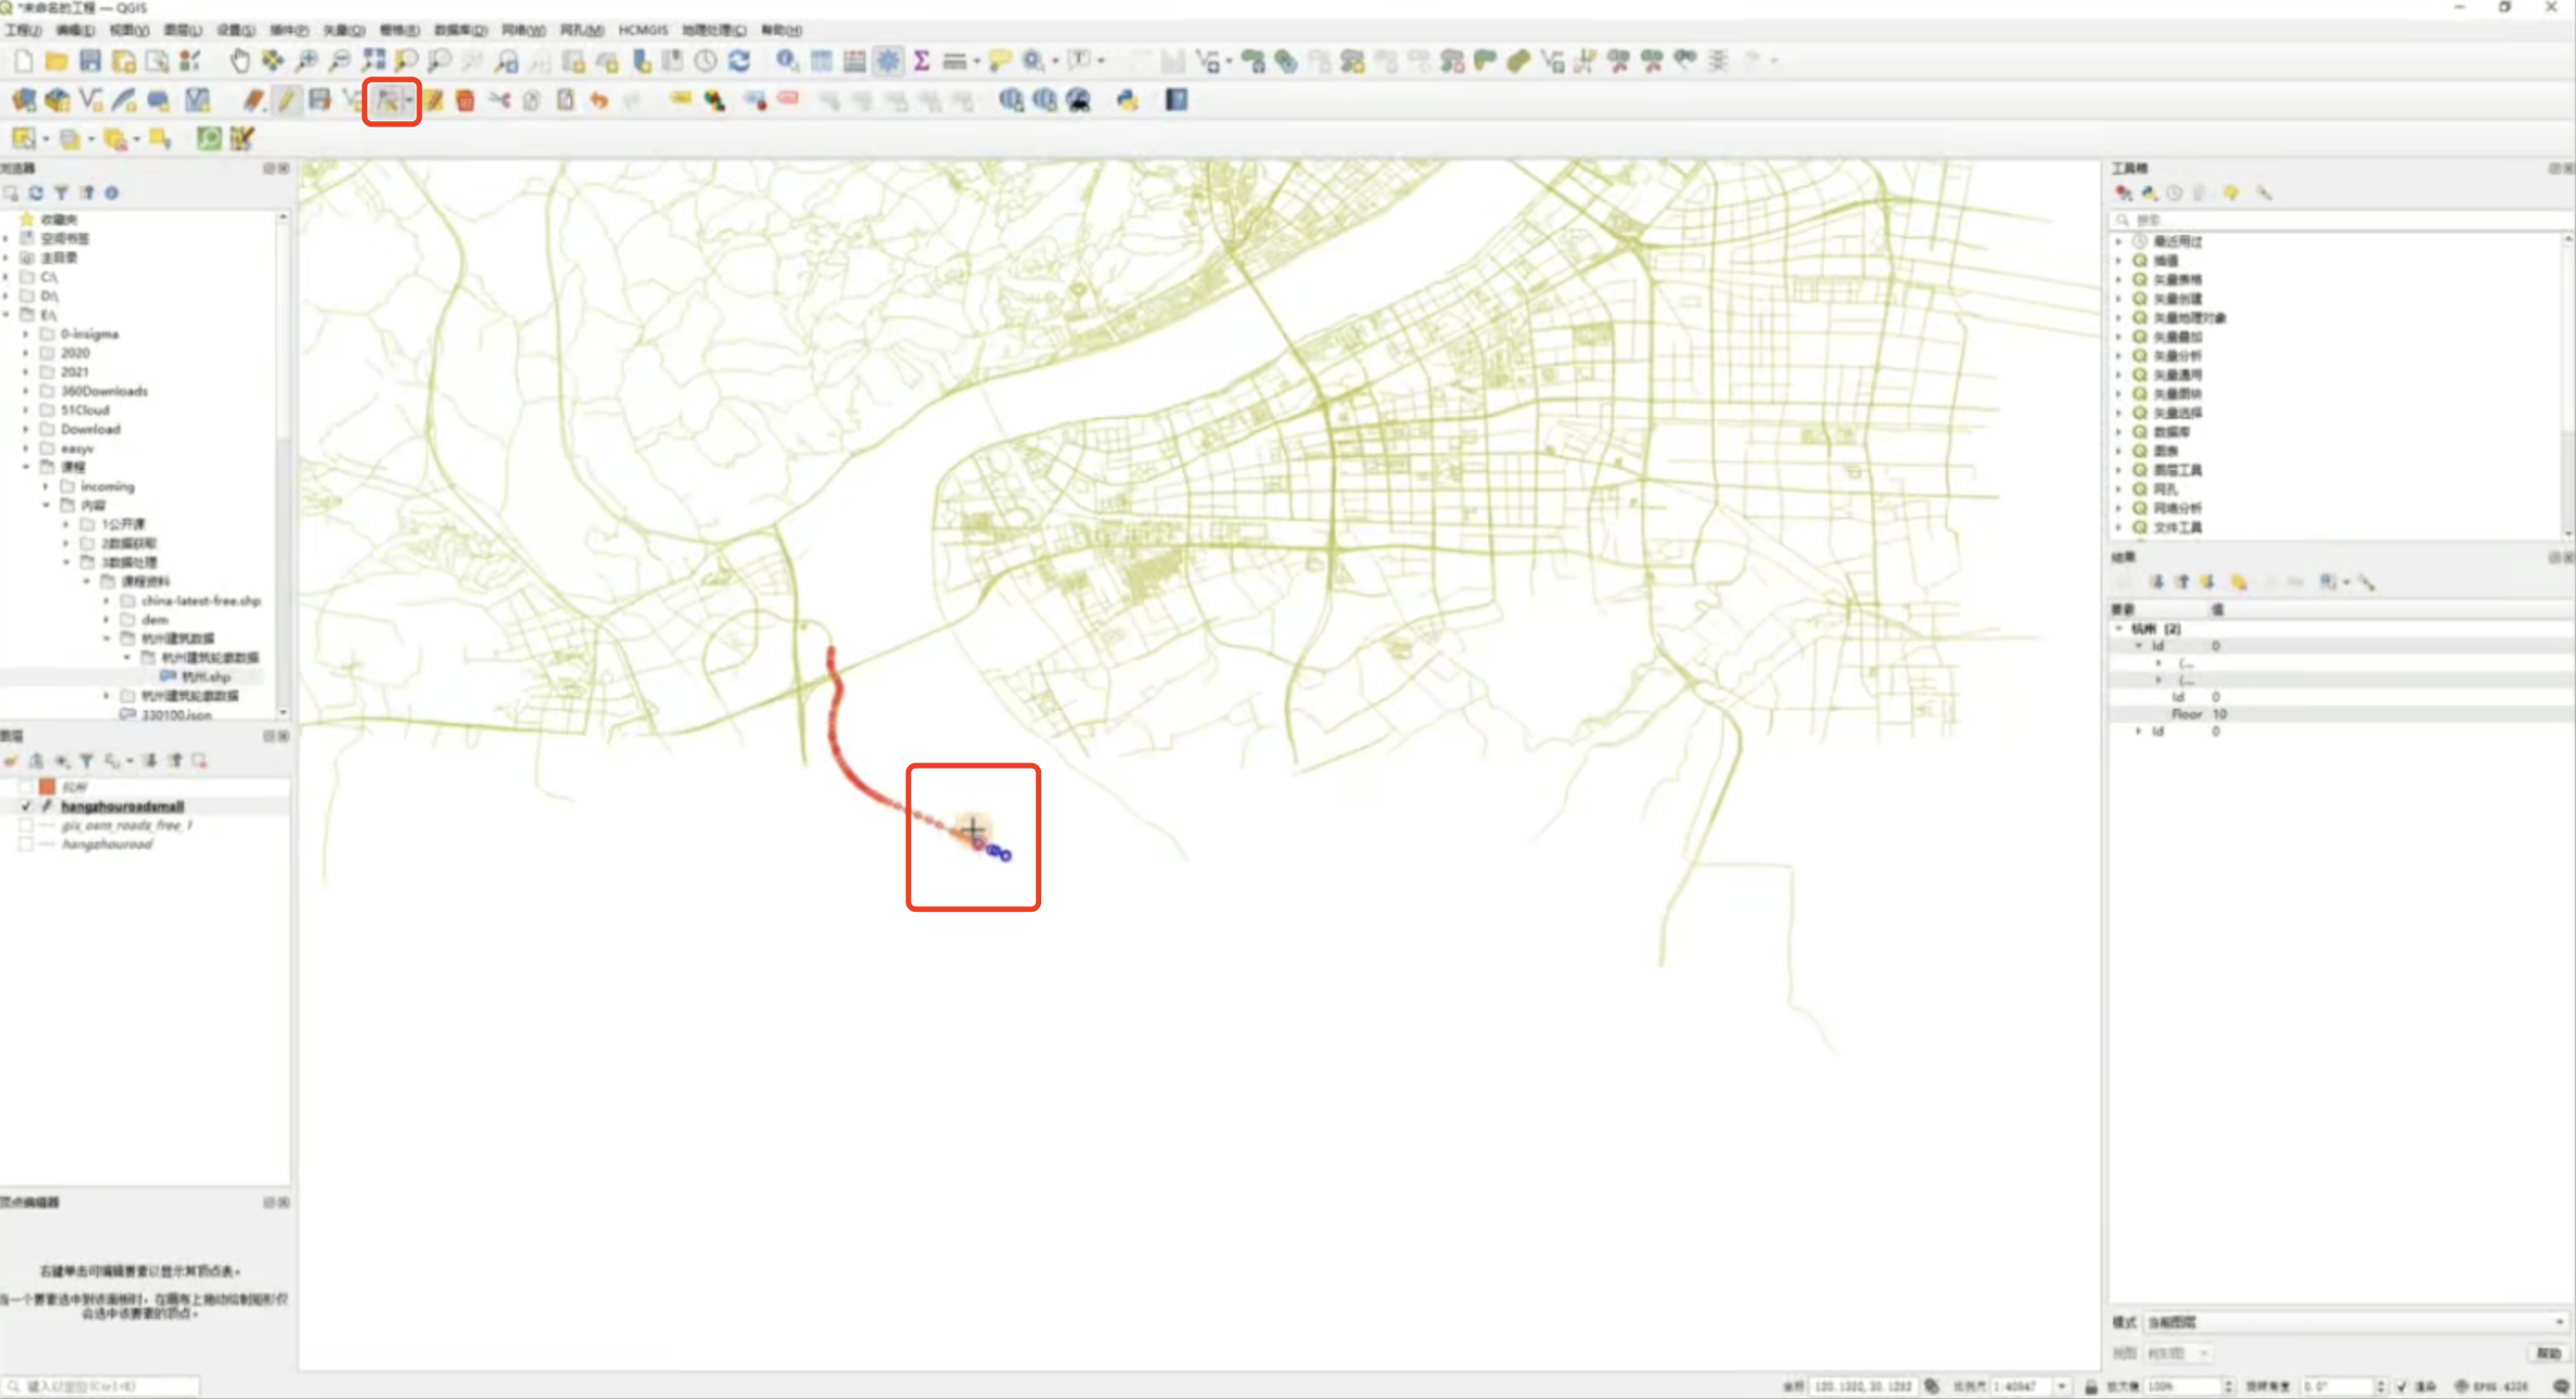 *未命名的工程 — QGIS
工程(J) 编辑(E) 视图(V) 图层(L) 设置(S) 插件(P) 矢量(O) 栅格(R) 数据库(D) 网络(W) 网孔(M) HCMGIS 地理处理(C) 帮助(H)
浏览器
收藏夹
空间书签
主目录
C:\
D:\
E:\
0-insigma
2020
2021
360Downloads
51Cloud
Download
easyv
课程
incoming
内容
1公开课
2数据获取
3数据处理
课程资料
china-latest-free.shp
dem
杭州建筑数据
杭州建筑轮廓数据
杭州.shp
杭州建筑轮廓数据
330100.json
图层
杭州
hangzhouroadsmall
gis_osm_roads_free_1
hangzhouroad
顶点编辑器
右键单击可编辑要素以显示其顶点表。
当一个要素选中到该面板时，在画布上拖动绘制矩形仅
会选中该要素的顶点。
键入以定位(Ctrl+K)
工具箱
搜索…
最近用过
插值
矢量表格
矢量创建
矢量地理对象
矢量叠加
矢量分析
矢量通用
矢量图块
矢量选择
数据库
图表
图层工具
网孔
网络分析
文件工具
结果
要素 值
杭州 [2]
Id 0
(...
(...
Id 0
Floor 10
Id 0
模式 当前图层
视图 树形图
帮助
坐标 120.1302,30.1202 比例尺 1:40547 放大镜 100% 旋转角度 0.0° 渲染 EPSG:4326